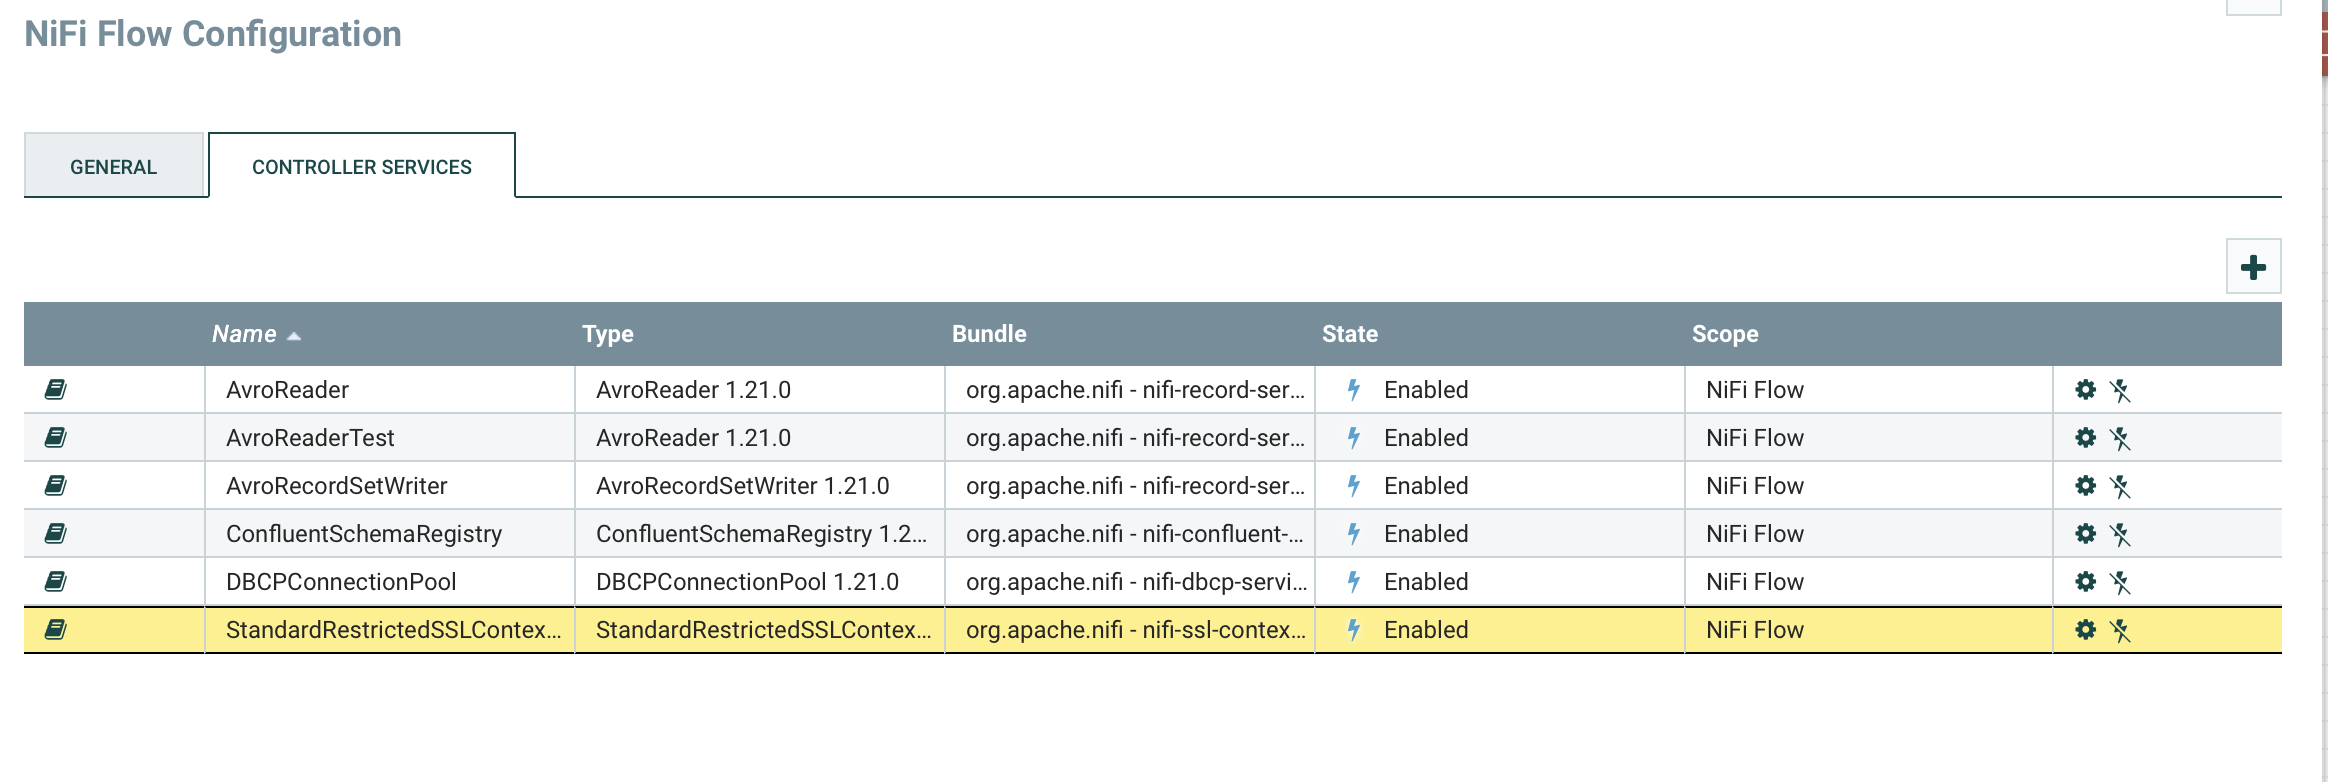 NiFi Flow Configuration
GENERAL CONTROLLER SERVICES
Name Type Bundle State Scope
AvroReader AvroReader 1.21.0 org.apache.nifi - nifi-record-ser... Enabled NiFi Flow
AvroReaderTest AvroReader 1.21.0 org.apache.nifi - nifi-record-ser... Enabled NiFi Flow
AvroRecordSetWriter AvroRecordSetWriter 1.21.0 org.apache.nifi - nifi-record-ser... Enabled NiFi Flow
ConfluentSchemaRegistry ConfluentSchemaRegistry 1.2... org.apache.nifi - nifi-confluent-... Enabled NiFi Flow
DBCPConnectionPool DBCPConnectionPool 1.21.0 org.apache.nifi - nifi-dbcp-servi... Enabled NiFi Flow
StandardRestrictedSSLContex... StandardRestrictedSSLContex... org.apache.nifi - nifi-ssl-contex... Enabled NiFi Flow